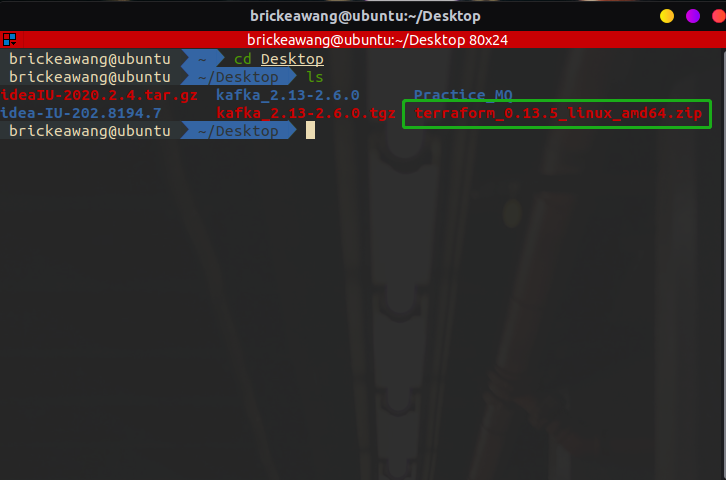 brickeawang@ubuntu:~/Desktop
brickeawang@ubuntu:~/Desktop 80x24
brickeawang@ubuntu ~ cd Desktop
brickeawang@ubuntu ~/Desktop ls
ideaIU-2020.2.4.tar.gz kafka_2.13-2.6.0 Practice_MQ
idea-IU-202.8194.7 kafka_2.13-2.6.0.tgz terraform_0.13.5_linux_amd64.zip
brickeawang@ubuntu ~/Desktop